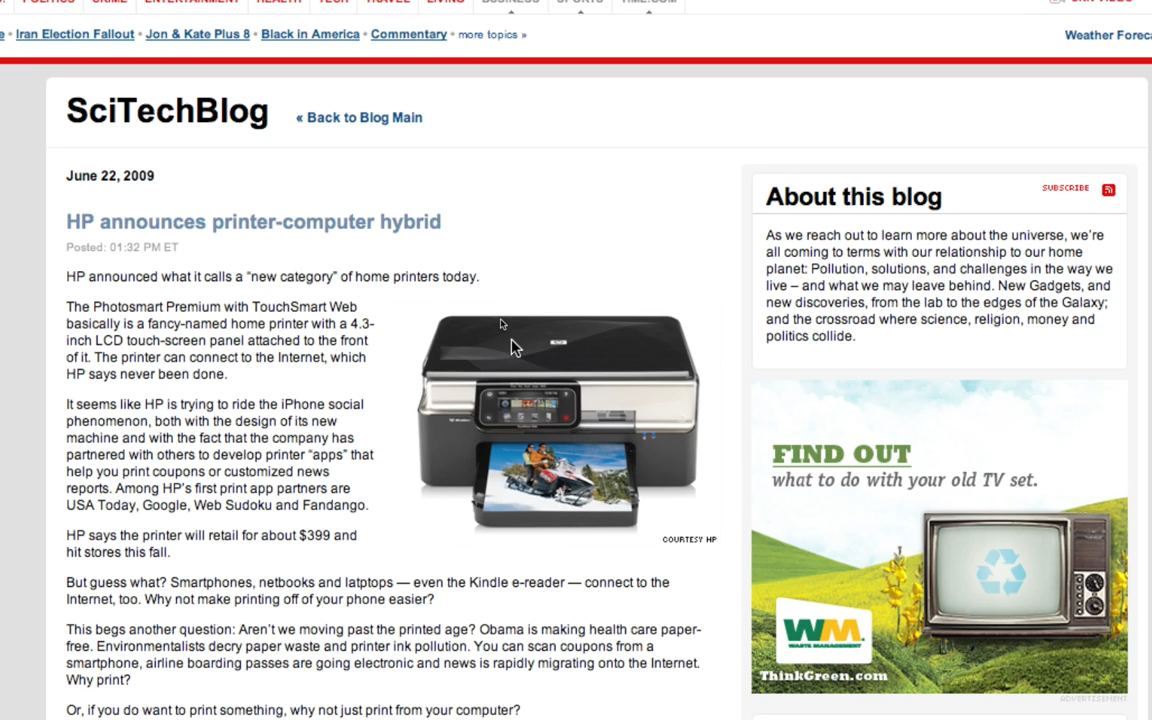 POLITICS CRIME ENTERTAINMENT HEALTH TECH TRAVEL LIVING BUSINESS SPORTS TIME.COM
Iran Election Fallout • Jon & Kate Plus 8 • Black in America • Commentary • more topics »
Weather Foreca
SciTechBlog
« Back to Blog Main
June 22, 2009
HP announces printer-computer hybrid
Posted: 01:32 PM ET
HP announced what it calls a “new category” of home printers today.
The Photosmart Premium with TouchSmart Web
basically is a fancy-named home printer with a 4.3-
inch LCD touch-screen panel attached to the front
of it. The printer can connect to the Internet, which
HP says never been done.
It seems like HP is trying to ride the iPhone social
phenomenon, both with the design of its new
machine and with the fact that the company has
partnered with others to develop printer “apps” that
help you print coupons or customized news
reports. Among HP’s first print app partners are
USA Today, Google, Web Sudoku and Fandango.
COURTESY HP
HP says the printer will retail for about $399 and
hit stores this fall.
But guess what? Smartphones, netbooks and latptops — even the Kindle e-reader — connect to the
Internet, too. Why not make printing off of your phone easier?
This begs another question: Aren’t we moving past the printed age? Obama is making health care paper-
free. Environmentalists decry paper waste and printer ink pollution. You can scan coupons from a
smartphone, airline boarding passes are going electronic and news is rapidly migrating onto the Internet.
Why print?
Or, if you do want to print something, why not just print from your computer?
About this blog
SUBSCRIBE
As we reach out to learn more about the universe, we’re
all coming to terms with our relationship to our home
planet: Pollution, solutions, and challenges in the way we
live – and what we may leave behind. New Gadgets, and
new discoveries, from the lab to the edges of the Galaxy;
and the crossroad where science, religion, money and
politics collide.
FIND OUT
what to do with your old TV set.
WM
WASTE MANAGEMENT
ThinkGreen.com
ADVERTISEMENT